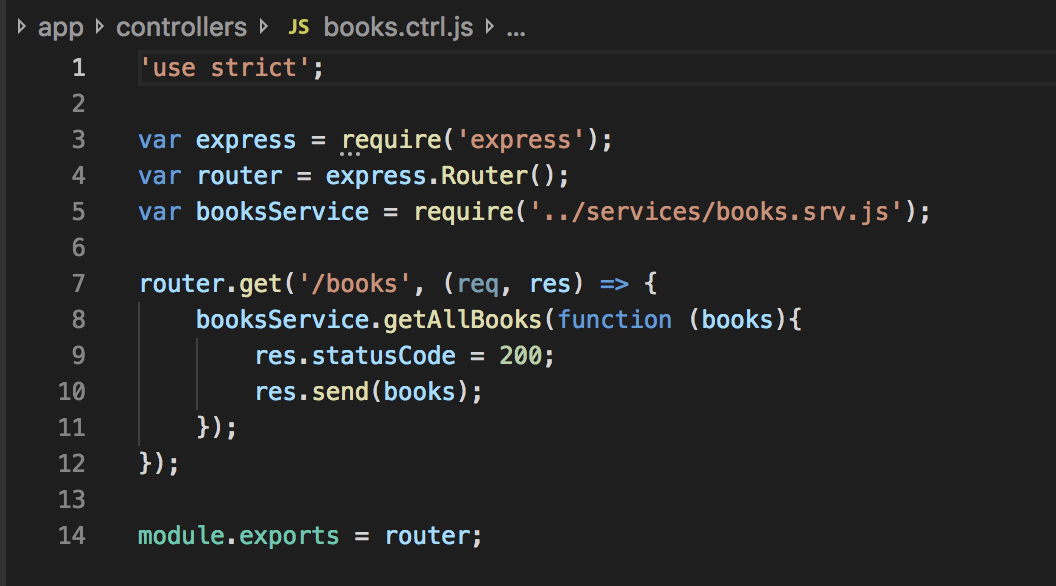 app controllers JS books.ctrl.js ...
1 'use strict';
2
3 var express = require('express');
4 var router = express.Router();
5 var booksService = require('../services/books.srv.js');
6
7 router.get('/books', (req, res) => {
8     booksService.getAllBooks(function (books){
9         res.statusCode = 200;
10         res.send(books);
11     });
12 });
13
14 module.exports = router;